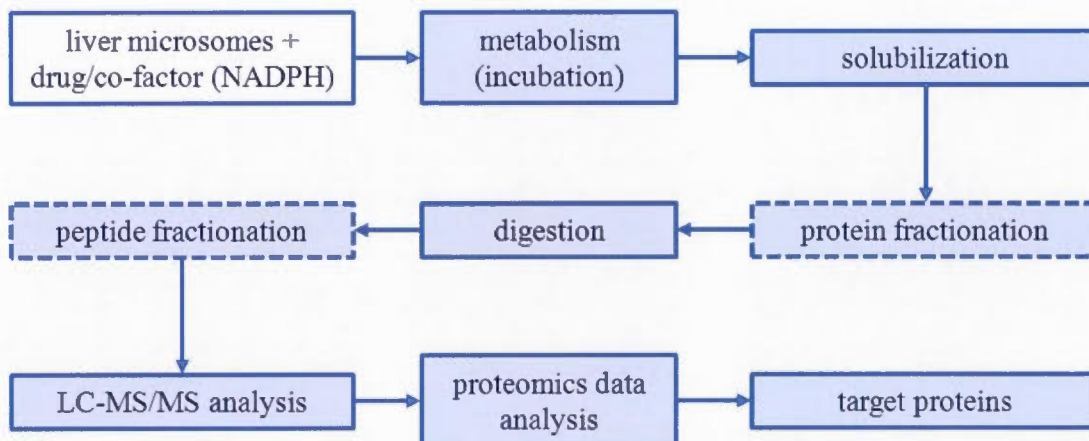 liver microsomes +
drug/co-factor (NADPH)
metabolism
(incubation)
solubilization
protein fractionation
digestion
peptide fractionation
LC-MS/MS analysis
proteomics data
analysis
target proteins